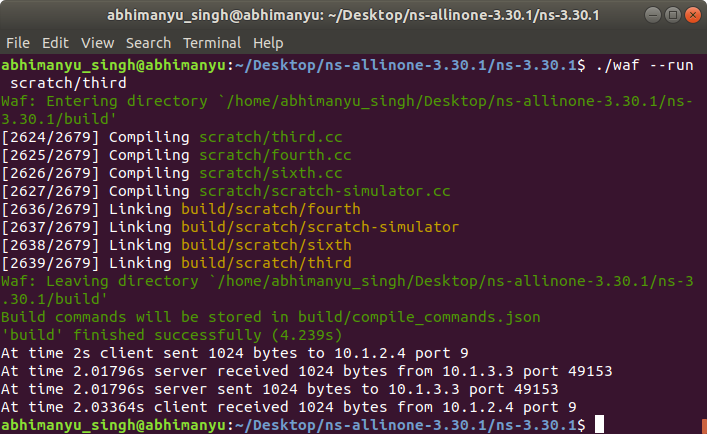 abhimanyu_singh@abhimanyu: ~/Desktop/ns-allinone-3.30.1/ns-3.30.1
File Edit View Search Terminal Help
abhimanyu_singh@abhimanyu:~/Desktop/ns-allinone-3.30.1/ns-3.30.1$ ./waf --run
 scratch/third
Waf: Entering directory `/home/abhimanyu_singh/Desktop/ns-allinone-3.30.1/ns-
3.30.1/build'
[2624/2679] Compiling scratch/third.cc
[2625/2679] Compiling scratch/fourth.cc
[2626/2679] Compiling scratch/sixth.cc
[2627/2679] Compiling scratch/scratch-simulator.cc
[2636/2679] Linking build/scratch/fourth
[2637/2679] Linking build/scratch/scratch-simulator
[2638/2679] Linking build/scratch/sixth
[2639/2679] Linking build/scratch/third
Waf: Leaving directory `/home/abhimanyu_singh/Desktop/ns-allinone-3.30.1/ns-3
.30.1/build'
Build commands will be stored in build/compile_commands.json
'build' finished successfully (4.239s)
At time 2s client sent 1024 bytes to 10.1.2.4 port 9
At time 2.01796s server received 1024 bytes from 10.1.3.3 port 49153
At time 2.01796s server sent 1024 bytes to 10.1.3.3 port 49153
At time 2.03364s client received 1024 bytes from 10.1.2.4 port 9
abhimanyu_singh@abhimanyu:~/Desktop/ns-allinone-3.30.1/ns-3.30.1$